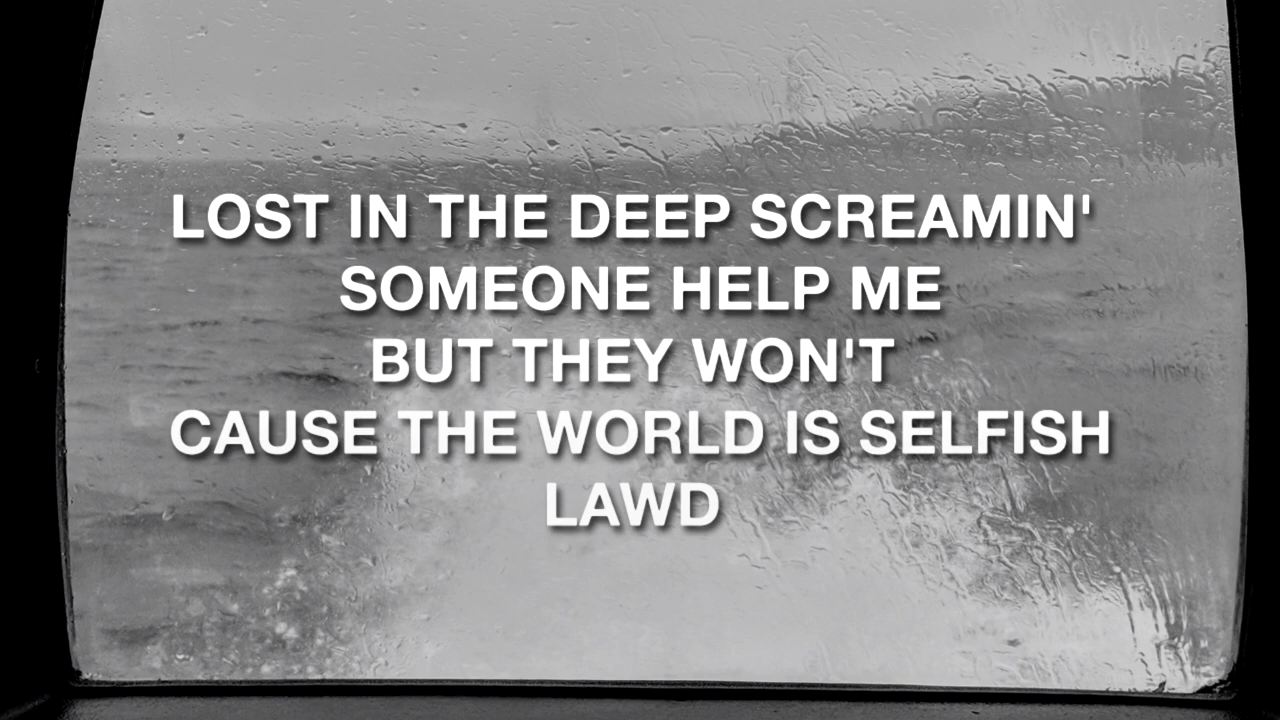 LOST IN THE DEEP SCREAMIN'
SOMEONE HELP ME
BUT THEY WON'T
CAUSE THE WORLD IS SELFISH
LAWD